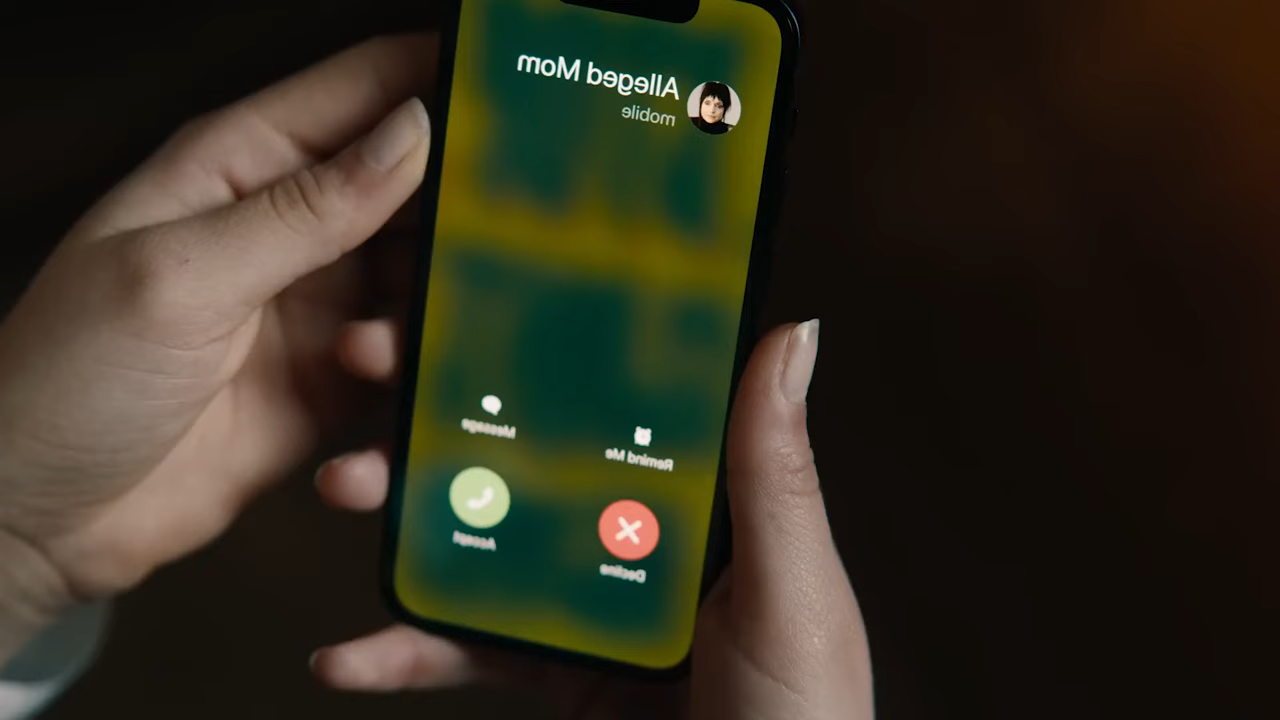 Alleged Mom
mobile
Message
Remind Me
Accept
Decline